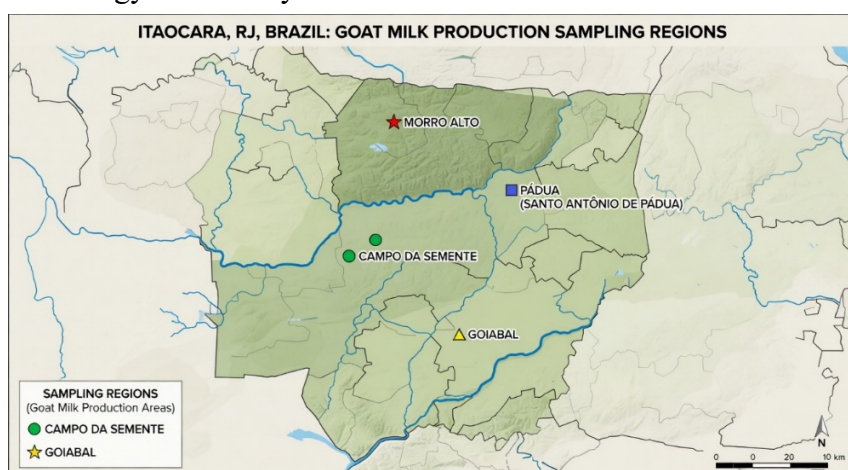 ITAOCARA, RJ, BRAZIL: GOAT MILK PRODUCTION SAMPLING REGIONS
MORRO ALTO
PÁDUA
(SANTO ANTÔNIO DE PÁDUA)
CAMPO DA SEMENTE
GOIABAL
SAMPLING REGIONS
(Goat Milk Production Areas)
CAMPO DA SEMENTE
GOIABAL
N
0 0 20 10 km